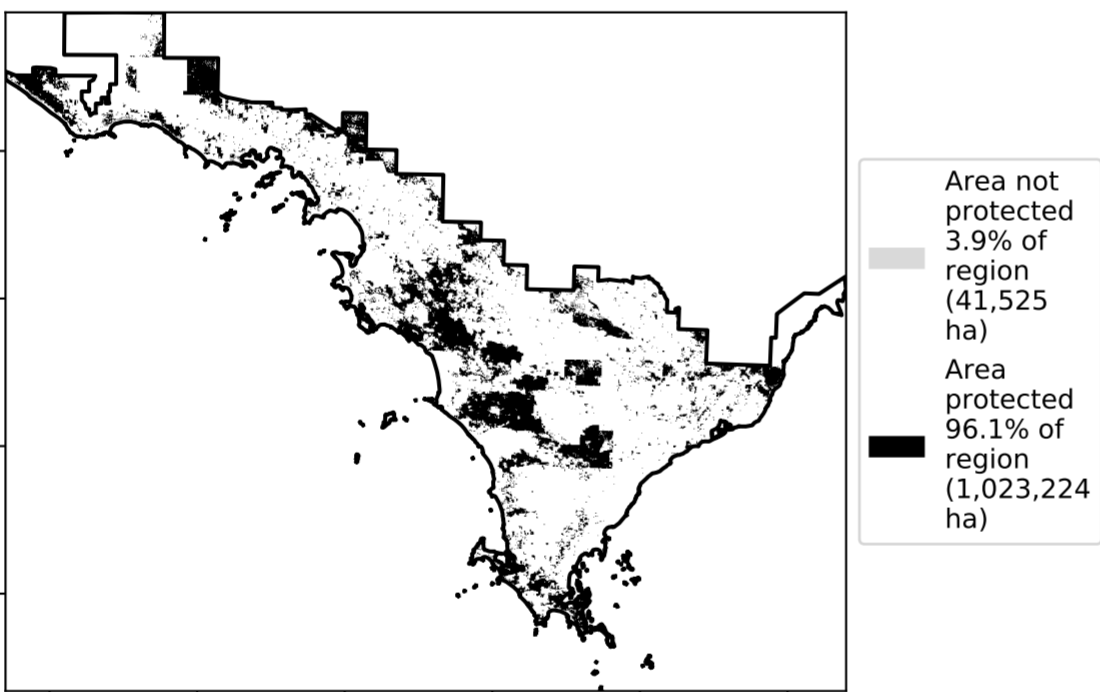 Area not
protected
3.9% of
region
(41,525
ha)
Area
protected
96.1% of
region
(1,023,224
ha)